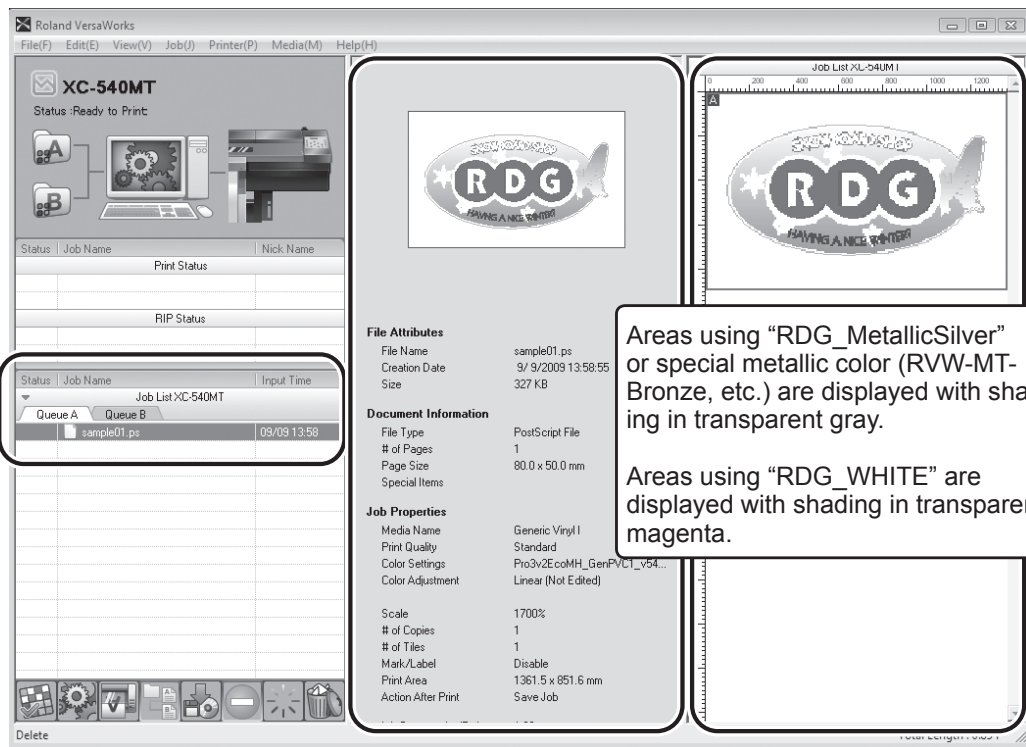 Roland VersaWorks
File(F) Edit(E) View(V) Job(J) Printer(P) Media(M) Help(H)
XC-540MT
Status :Ready to Print
A
B
Status Job Name Nick Name
Print Status
RIP Status
Status Job Name Input Time
Job List XC-540MT
Queue A Queue B
sample01.ps 09/09 13:58
Delete
RDG
HAVING A NICE WINTER!
File Attributes
File Name sample01.ps
Creation Date 9/ 9/2009 13:58:55
Size 327 KB
Document Information
File Type PostScript File
# of Pages 1
Page Size 80.0 x 50.0 mm
Special Items
Job Properties
Media Name Generic Vinyl I
Print Quality Standard
Color Settings Pro3v2EcoMH_GenPVC1_v54...
Color Adjustment Linear (Not Edited)
Scale 1700%
# of Copies 1
# of Tiles 1
Mark/Label Disable
Print Area 1361.5 x 851.6 mm
Action After Print Save Job
Job List XC-540MT
0 200 400 600 800 1000 1200
A
RDG
HAVING A NICE WINTER!
Areas using “RDG_MetallicSilver”
or special metallic color (RVW-MT-
Bronze, etc.) are displayed with sha
ing in transparent gray.
Areas using “RDG_WHITE” are
displayed with shading in transparen
magenta.